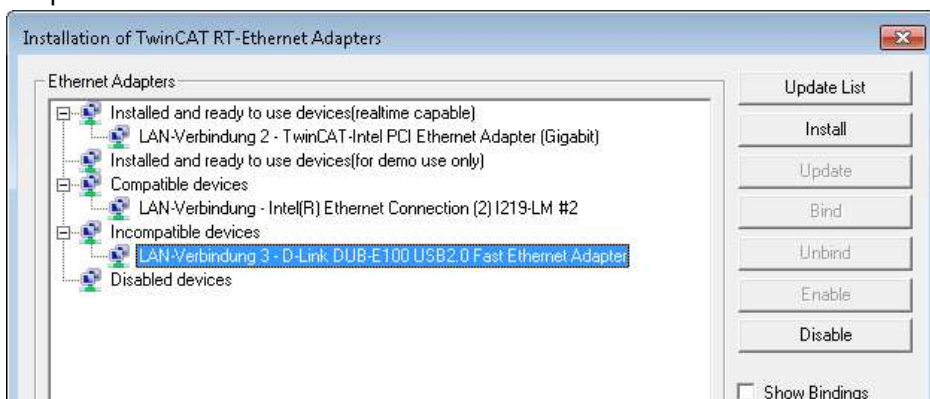 Installation of TwinCAT RT-Ethernet Adapters
Ethernet Adapters
Update List
Installed and ready to use devices(realtime capable)
LAN-Verbindung 2 - TwinCAT-Intel PCI Ethernet Adapter (Gigabit)
Install
Installed and ready to use devices(for demo use only)
Update
Compatible devices
LAN-Verbindung - Intel(R) Ethernet Connection (2) I219-LM #2
Bind
Incompatible devices
LAN-Verbindung 3 - D-Link DUB-E100 USB2.0 Fast Ethernet Adapter
Unbind
Disabled devices
Enable
Disable
Show Bindings